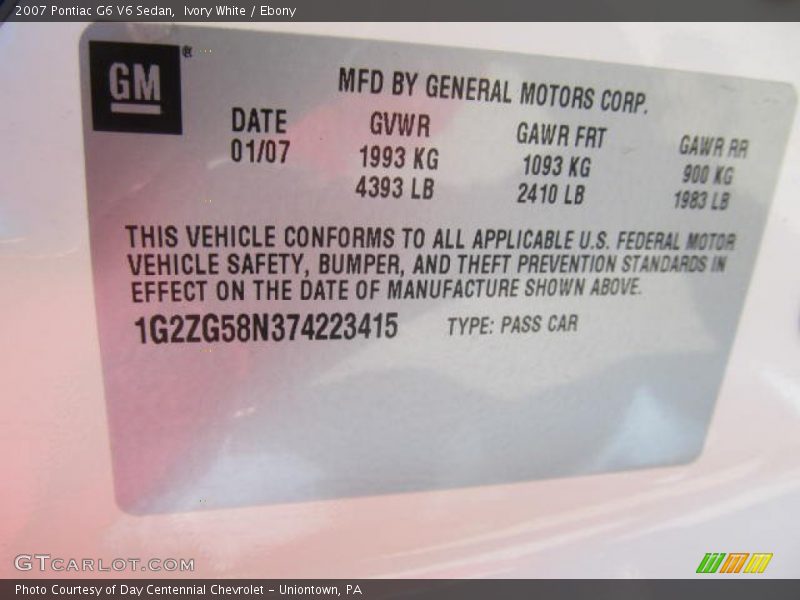 2007 Pontiac G6 V6 Sedan,  Ivory White / Ebony
GM ®
MFD BY GENERAL MOTORS CORP.
DATE GVWR GAWR FRT GAWR RR
01/07 1993 KG 1093 KG 900 KG
4393 LB 2410 LB 1983 LB
THIS VEHICLE CONFORMS TO ALL APPLICABLE U.S. FEDERAL MOTOR
VEHICLE SAFETY, BUMPER, AND THEFT PREVENTION STANDARDS IN
EFFECT ON THE DATE OF MANUFACTURE SHOWN ABOVE.
1G2ZG58N374223415 TYPE: PASS CAR
GTCARLOT.COM
Photo Courtesy of Day Centennial Chevrolet - Uniontown, PA